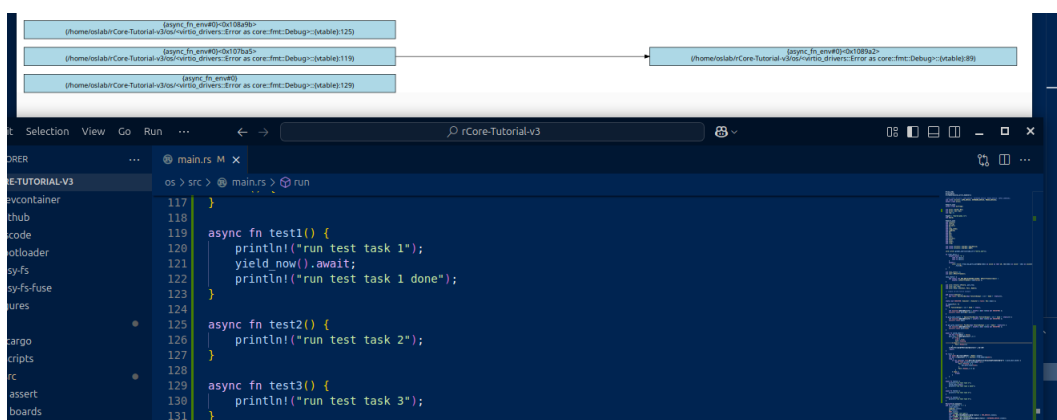 {async_fn_env#0}<0x108a9b>
(/home/oslab/rCore-Tutorial-v3/os/<virtio_drivers::Error as core::fmt::Debug>::{vtable}:125)
{async_fn_env#0}<0x107ba5>
(/home/oslab/rCore-Tutorial-v3/os/<virtio_drivers::Error as core::fmt::Debug>::{vtable}:119)
{async_fn_env#0}<0x1089a2>
(/home/oslab/rCore-Tutorial-v3/os/<virtio_drivers::Error as core::fmt::Debug>::{vtable}:89)
{async_fn_env#0}
(/home/oslab/rCore-Tutorial-v3/os/<virtio_drivers::Error as core::fmt::Debug>::{vtable}:129)
it Selection View Go Run ··· ← → rCore-Tutorial-v3
ORER ··· main.rs M ×
RE-TUTORIAL-V3 os > src > main.rs > run
evcontainer
thub
scode
ootloader
sy-fs
sy-fs-fuse
gures
cargo
cripts
rc
assert
boards
117 }
118
119 async fn test1() {
120 println!("run test task 1");
121 yield_now().await;
122 println!("run test task 1 done");
123 }
124
125 async fn test2() {
126 println!("run test task 2");
127 }
128
129 async fn test3() {
130 println!("run test task 3");
131 }